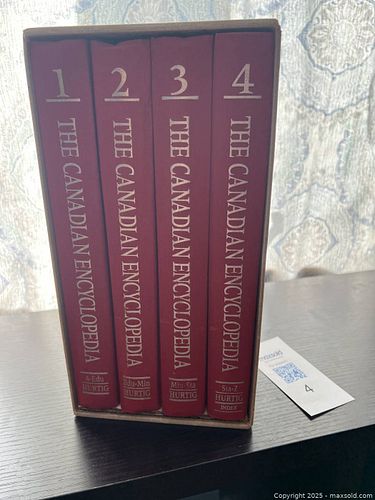 1
THE CANADIAN ENCYCLOPEDIA
A-Edu
HURTIG
2
THE CANADIAN ENCYCLOPEDIA
Edu-Min
HURTIG
3
THE CANADIAN ENCYCLOPEDIA
Min-Sta
HURTIG
4
THE CANADIAN ENCYCLOPEDIA
Sta-Z
HURTIG
INDEX
maxsold
4
Copyright 2025 - maxsold.com